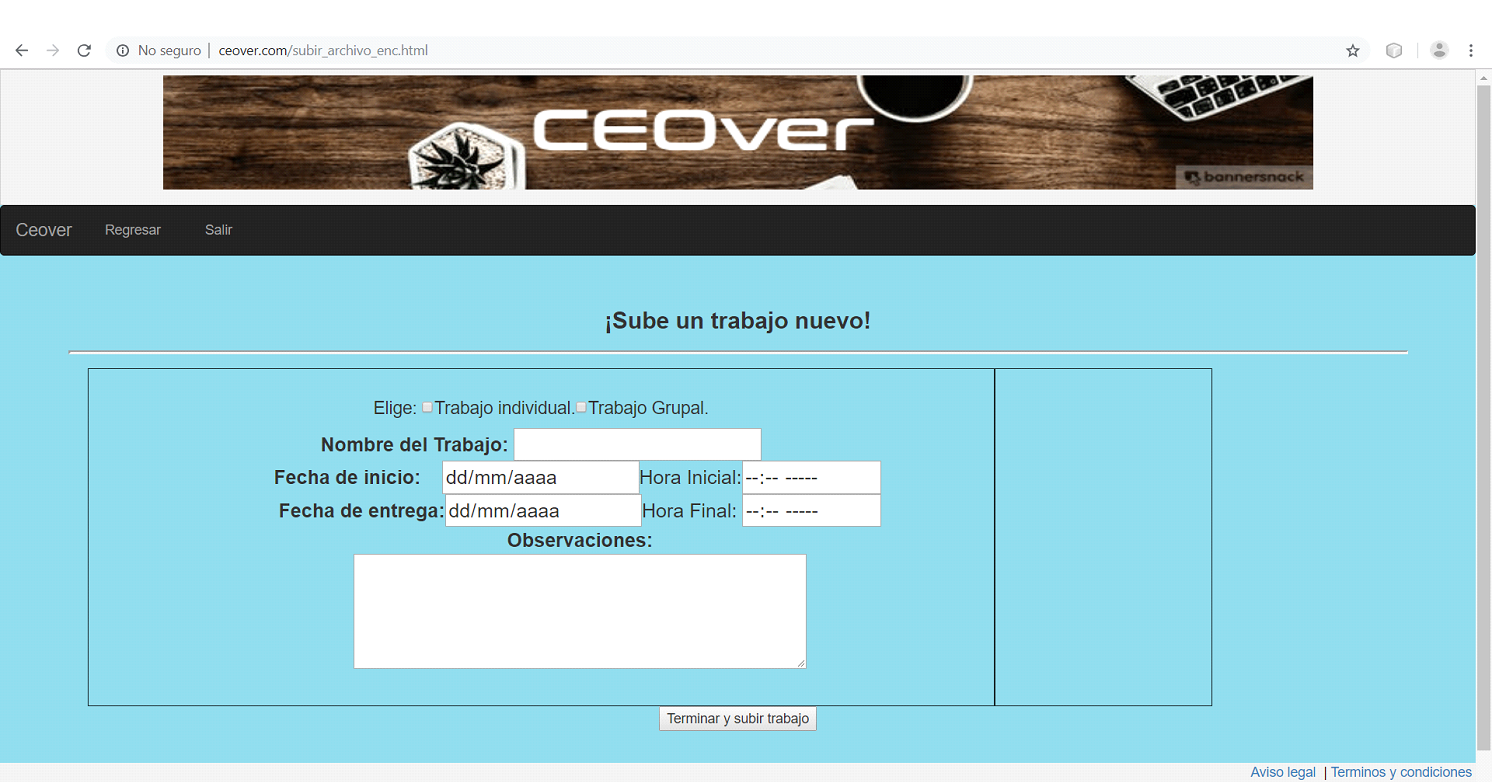 No seguro | ceover.com/subir_archivo_enc.html
CEOver
bannersnack
Ceover Regresar Salir
¡Sube un trabajo nuevo!
Elige: Trabajo individual. Trabajo Grupal.
Nombre del Trabajo:
Fecha de inicio: dd/mm/aaaa Hora Inicial: --:-- -----
Fecha de entrega: dd/mm/aaaa Hora Final: --:-- -----
Observaciones:
Terminar y subir trabajo
Aviso legal | Terminos y condiciones